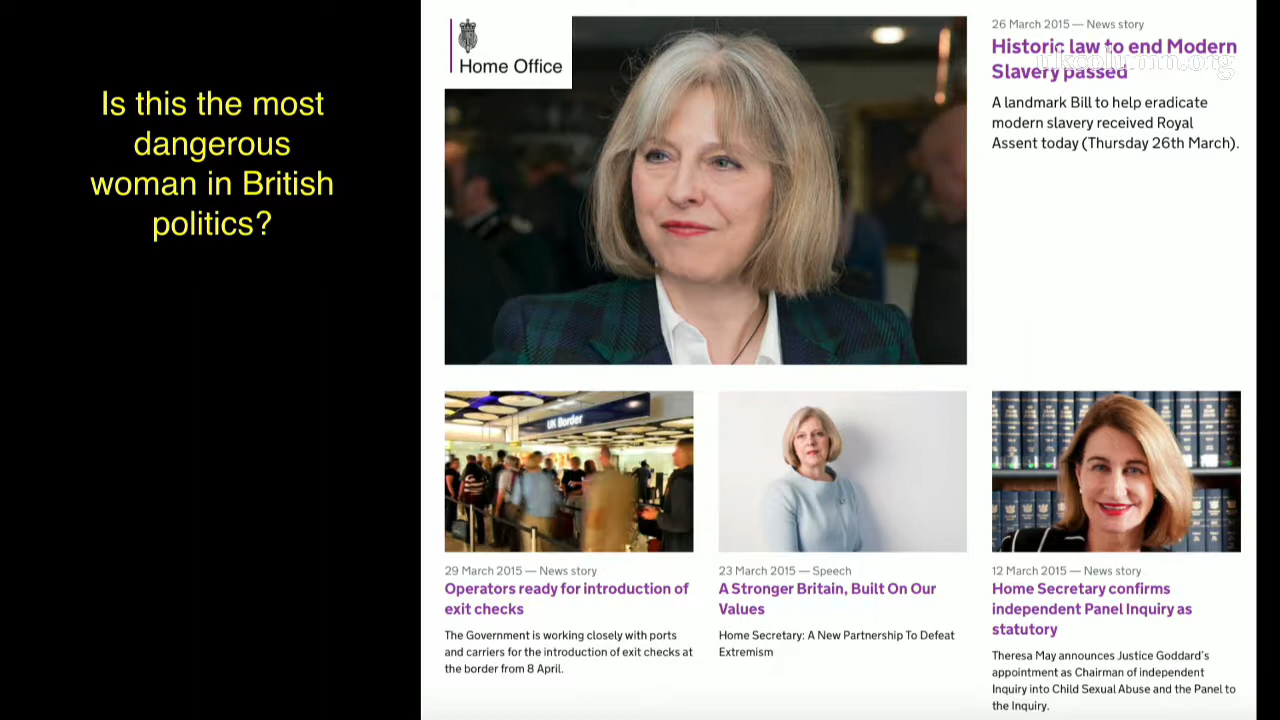 Is this the most
dangerous
woman in British
politics?
Home Office
26 March 2015 — News story
Historic law to end Modern
Slavery passed
ukcolumn.org
A landmark Bill to help eradicate
modern slavery received Royal
Assent today (Thursday 26th March).
UK Border
29 March 2015 — News story
Operators ready for introduction of
exit checks
The Government is working closely with ports
and carriers for the introduction of exit checks at
the border from 8 April.
23 March 2015 — Speech
A Stronger Britain, Built On Our
Values
Home Secretary: A New Partnership To Defeat
Extremism
12 March 2015 — News story
Home Secretary confirms
independent Panel Inquiry as
statutory
Theresa May announces Justice Goddard's
appointment as Chairman of independent
Inquiry into Child Sexual Abuse and the Panel to
the Inquiry.